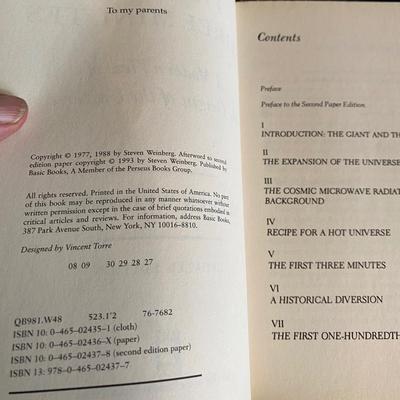 To my parents
Copyright © 1977, 1988 by Steven Weinberg. Afterword to second
edition paper copyright © 1993 by Steven Weinberg. Published by
Basic Books, A Member of the Perseus Books Group.
All rights reserved. Printed in the United States of America. No part
of this book may be reproduced in any manner whatsoever without
written permission except in the case of brief quotations embodied in
critical articles and reviews. For information, address Basic Books,
387 Park Avenue South, New York, NY 10016-8810.
Designed by Vincent Torre
08 09 30 29 28 27
QB981.W48 523.1'2 76-7682
ISBN 10: 0-465-02435-1 (cloth)
ISBN 10: 0-465-02436-X (paper)
ISBN 10: 0-465-02437-8 (second edition paper)
ISBN 13: 978-0-465-02437-7
Contents
Preface
Preface to the Second Paper Edition
I
INTRODUCTION: THE GIANT AND TH
II
THE EXPANSION OF THE UNIVERSE
III
THE COSMIC MICROWAVE RADIAT
BACKGROUND
IV
RECIPE FOR A HOT UNIVERSE
V
THE FIRST THREE MINUTES
VI
A HISTORICAL DIVERSION
VII
THE FIRST ONE-HUNDREDTH